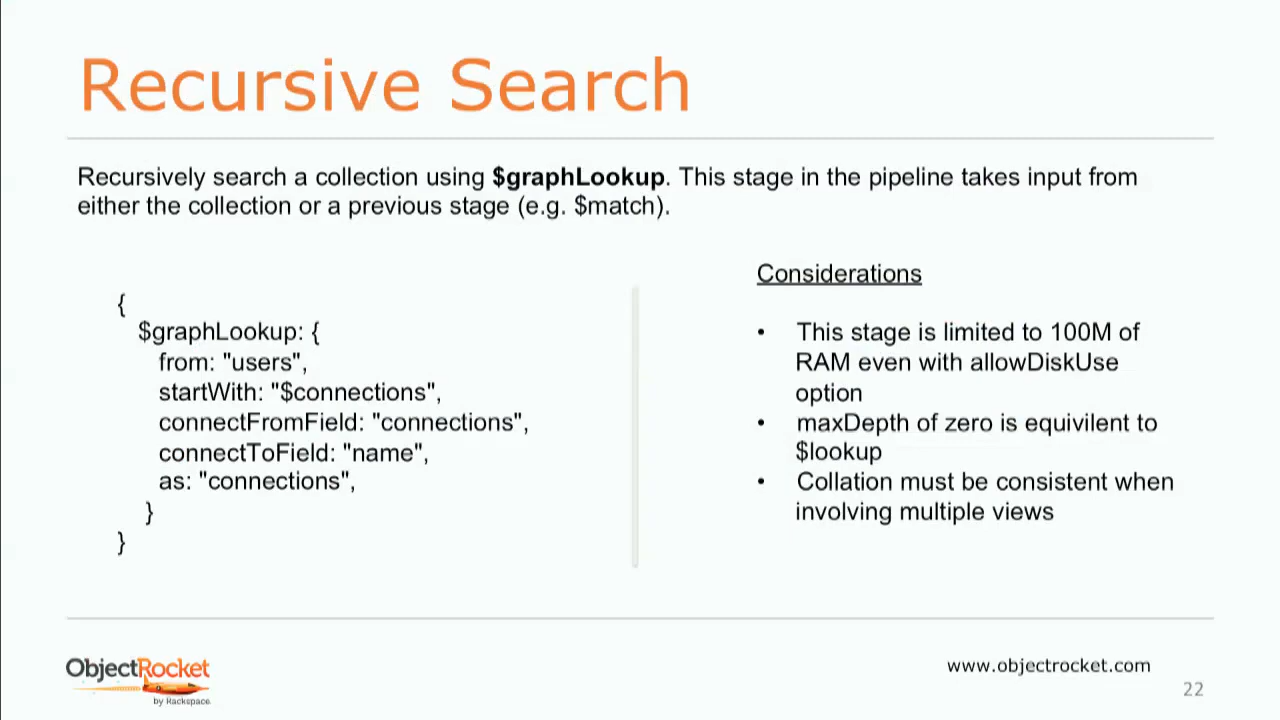 Recursive Search
Recursively search a collection using $graphLookup. This stage in the pipeline takes input from
either the collection or a previous stage (e.g. $match).
{
$graphLookup: {
from: "users",
startWith: "$connections",
connectFromField: "connections",
connectToField: "name",
as: "connections",
}
}
Considerations
• This stage is limited to 100M of
RAM even with allowDiskUse
option
• maxDepth of zero is equivilent to
$lookup
• Collation must be consistent when
involving multiple views
ObjectRocket
by Rackspace
www.objectrocket.com
22